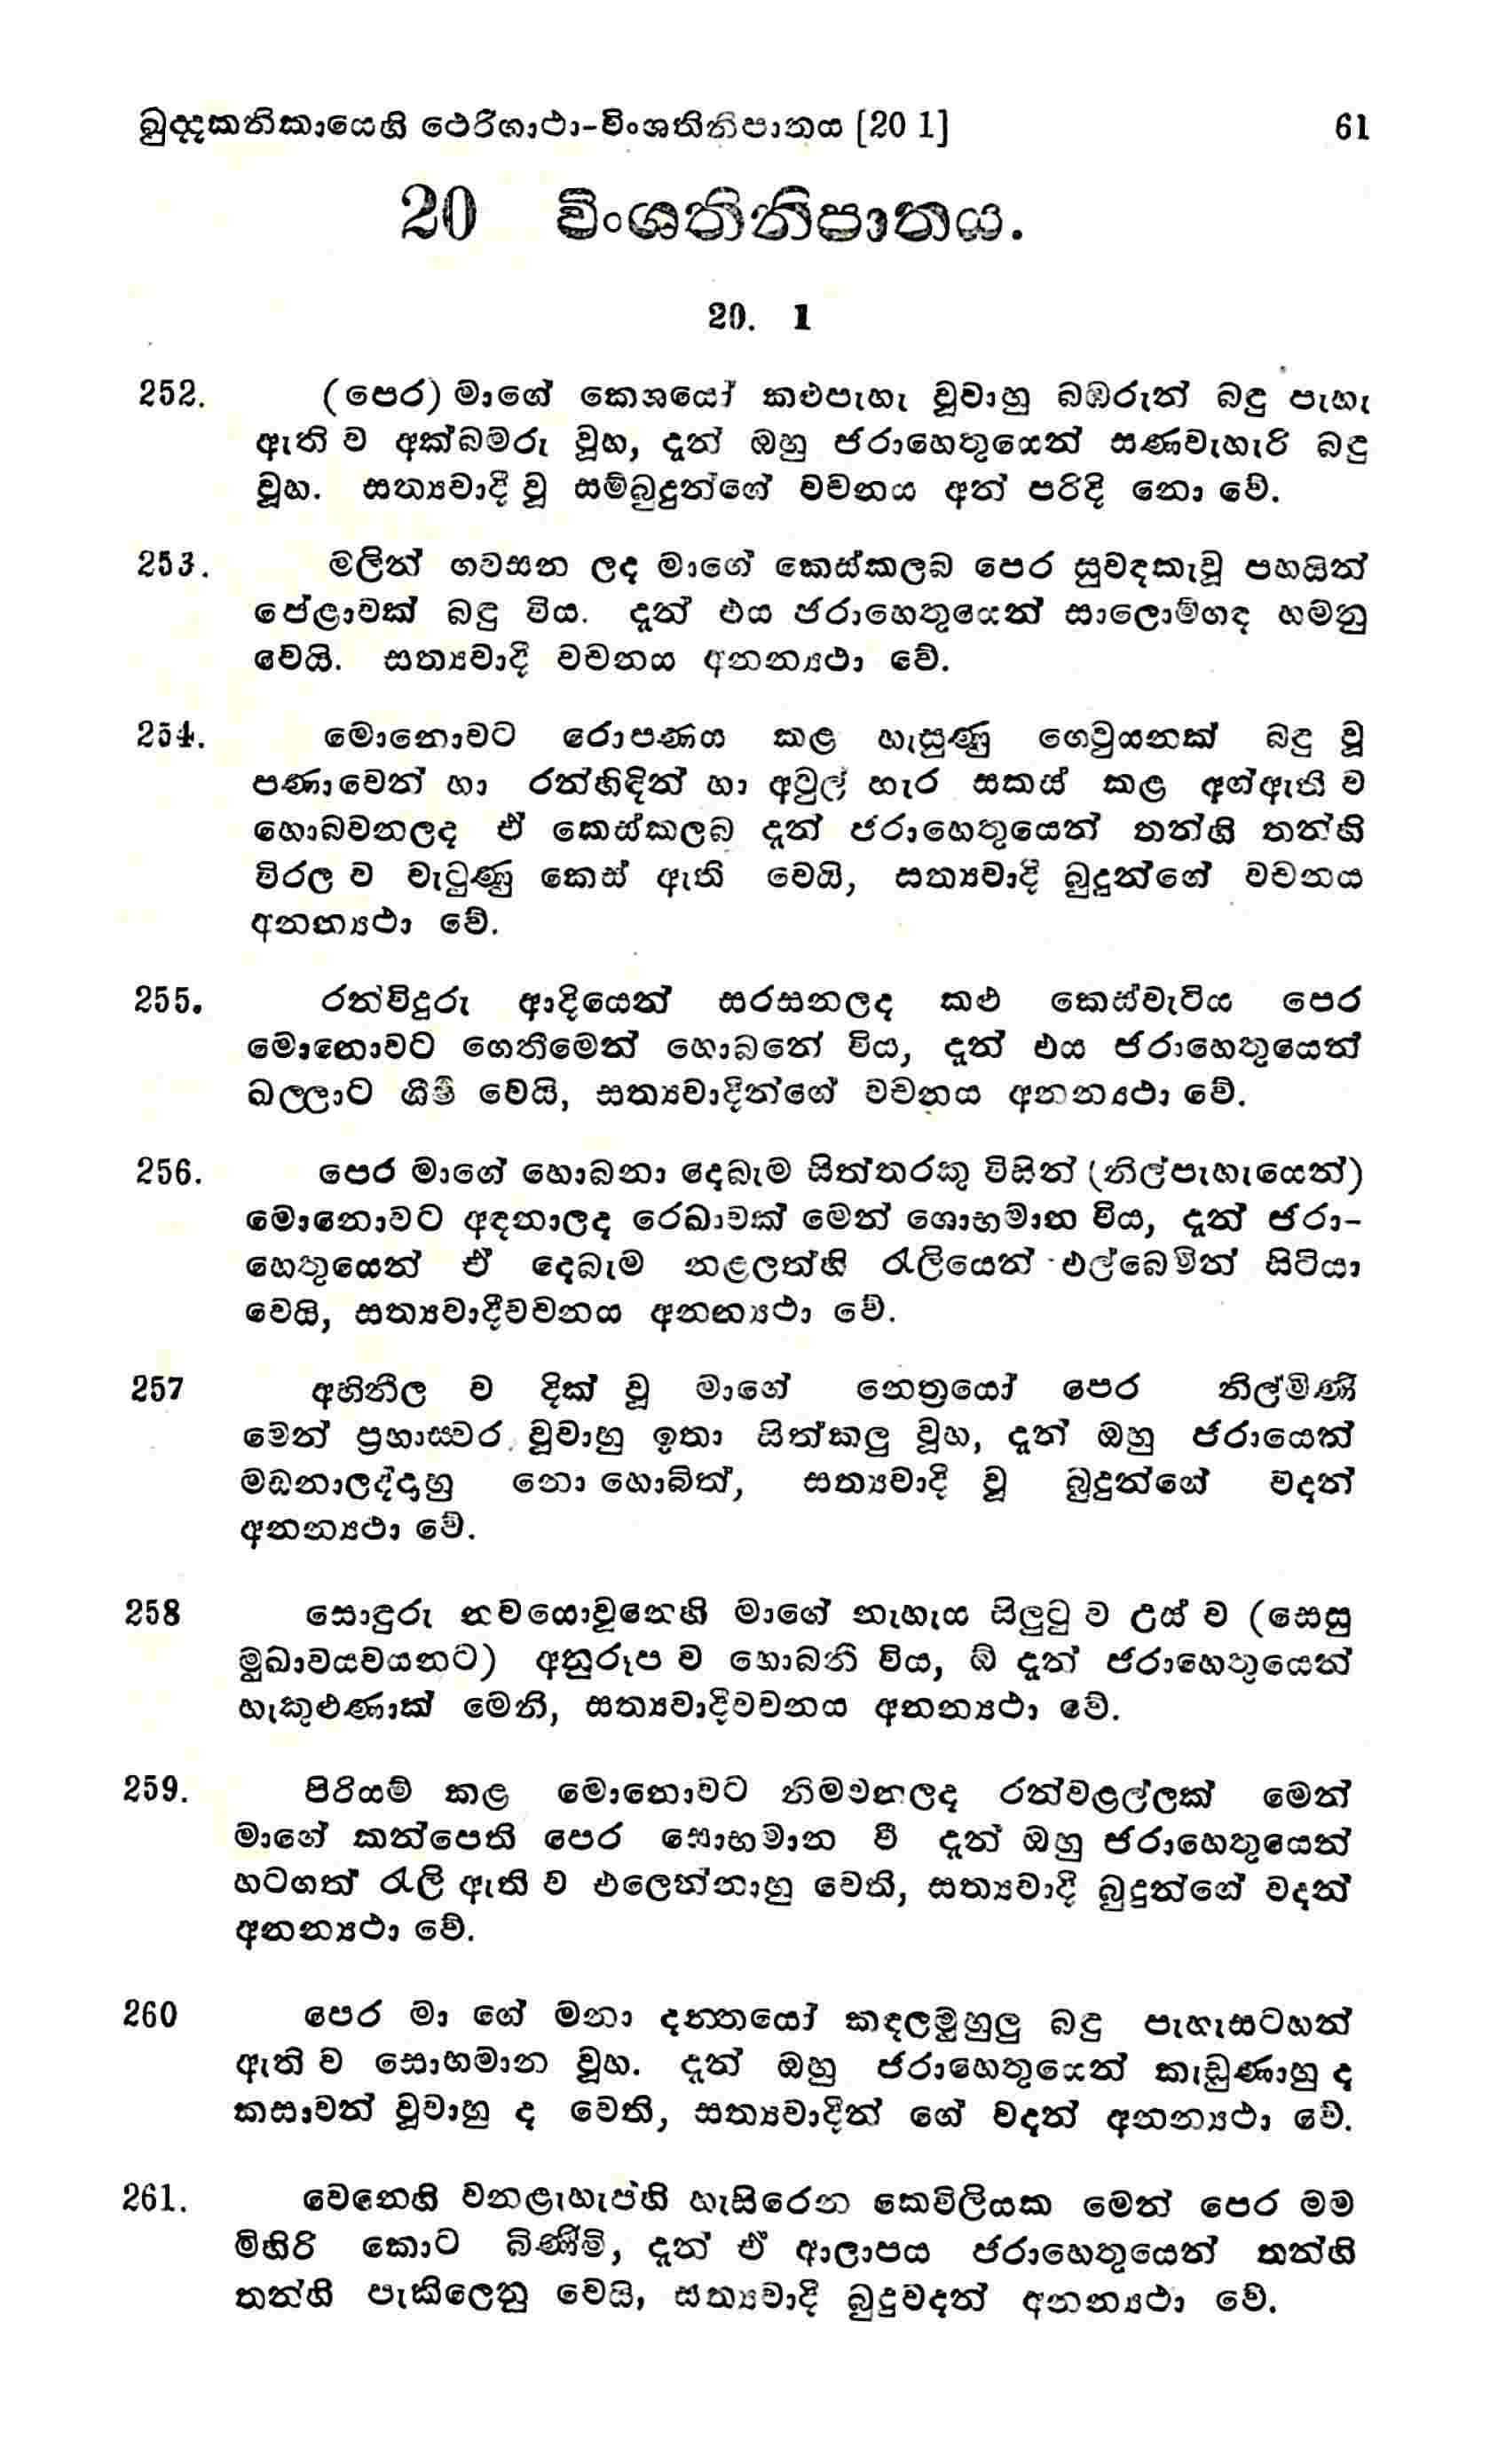 ඛුද්දකනිකායෙහි ථෙරීගාථා-විංශතිනිපාතය [20 1] 61
20 විංශතිනිපාතය.
20. 1
252. (පෙර) මාගේ කෙශයෝ කළුපැහැ වූවාහු බඹරුන් බඳු පැහැ
ඇති ව අක්බමරු වූහ, දැන් ඔහු ජරාහෙතුයෙන් සණවැහැරි බඳු
වූහ. සත්‍යවාදී වූ සම්බුදුන්ගේ වචනය අන් පරිදි නො වේ.
253. මලින් ගවසන ලද මාගේ කෙස්කලබ පෙර සුවඳකැවූ පහයින්
පේළාවක් බඳු විය. දැන් එය ජරාහෙතුයෙන් සාලොම්ගඳ හමනු
වෙයි. සත්‍යවාදී වචනය අනන්‍යථා වේ.
254. මොනොවට රොපණය කළ හැසුණු ගෙවුයනක් බඳු වූ
පණාවෙන් හා රන්හිඳින් හා අවුල් හැර සකස් කළ අග්ඇති ව
හොබවනලද ඒ කෙස්කලබ දැන් ජරාහෙතුයෙන් තන්හි තන්හි
විරල ව වැටුණු කෙස් ඇති වෙයි, සත්‍යවාදී බුදුන්ගේ වචනය
අනන්‍යථා වේ.
255. රන්විදුරු ආදියෙන් සරසනලද කළු කෙස්වැටිය පෙර
මොනොවට ගෙතීමෙන් හොබනේ විය, දැන් එය ජරාහෙතුයෙන්
ඛල්ලාට ශීර්ෂ වෙයි, සත්‍යවාදින්ගේ වචනය අනන්‍යථා වේ.
256. පෙර මාගේ හොබනා දෙබැම සිත්තරකු විසින් (නිල්පැහැයෙන්)
මොනොවට අඳනාලද රෙඛාවක් මෙන් ශොභමාන විය, දැන් ජරා-
හෙතුයෙන් ඒ දෙබැම නළලත්හි රැලියෙන් එල්බෙමින් සිටියා
වෙයි, සත්‍යවාදීවචනය අනන්‍යථා වේ.
257 අභිනීල ව දික් වූ මාගේ නෙත්‍රයෝ පෙර නිල්මිණි
මෙන් ප්‍රභාස්වර වූවාහු ඉතා සිත්කලු වූහ, දැන් ඔහු ජරායෙන්
මඩනාලද්දාහු නො හොබිත්, සත්‍යවාදී වූ බුදුන්ගේ වදන්
අනන්‍යථා වේ.
258 සොඳුරු නවයෞවූනෙහි මාගේ නැහැය සිලුටු ව උස් ව (සෙසු
මුඛාවයවයනට) අනුරූප ව හොබනී විය, ඕ දැන් ජරාහෙතුයෙන්
හැකුළුණාක් මෙනි, සත්‍යවාදීවචනය අනන්‍යථා වේ.
259. පිරියම් කළ මොනොවට නිමවනලද රන්වළල්ලක් මෙන්
මාගේ කන්පෙති පෙර සොභමාන වී දැන් ඔහු ජරාහෙතුයෙන්
හටගත් රැලි ඇති ව එලෙන්නාහු වෙති, සත්‍යවාදී බුදුන්ගේ වදන්
අනන්‍යථා වේ.
260 පෙර මා ගේ මනා දන්තයෝ කඳලමුහුලු බඳු පැහැසටහන්
ඇති ව සොභමාන වූහ. දැන් ඔහු ජරාහෙතුයෙන් කැඩුණාහු ද
කසාවන් වූවාහු ද වෙති, සත්‍යවාදින් ගේ වදන් අනන්‍යථා වේ.
261. වෙනෙහි වනළැහැප්හි හැසිරෙන කෙවිලියක මෙන් පෙර මම
මිහිරි කොට බිණීමි, දැන් ඒ ආලාපය ජරාහෙතුයෙන් තන්හි
තන්හි පැකිලෙනු වෙයි, සත්‍යවාදී බුදුවදන් අනන්‍යථා වේ.